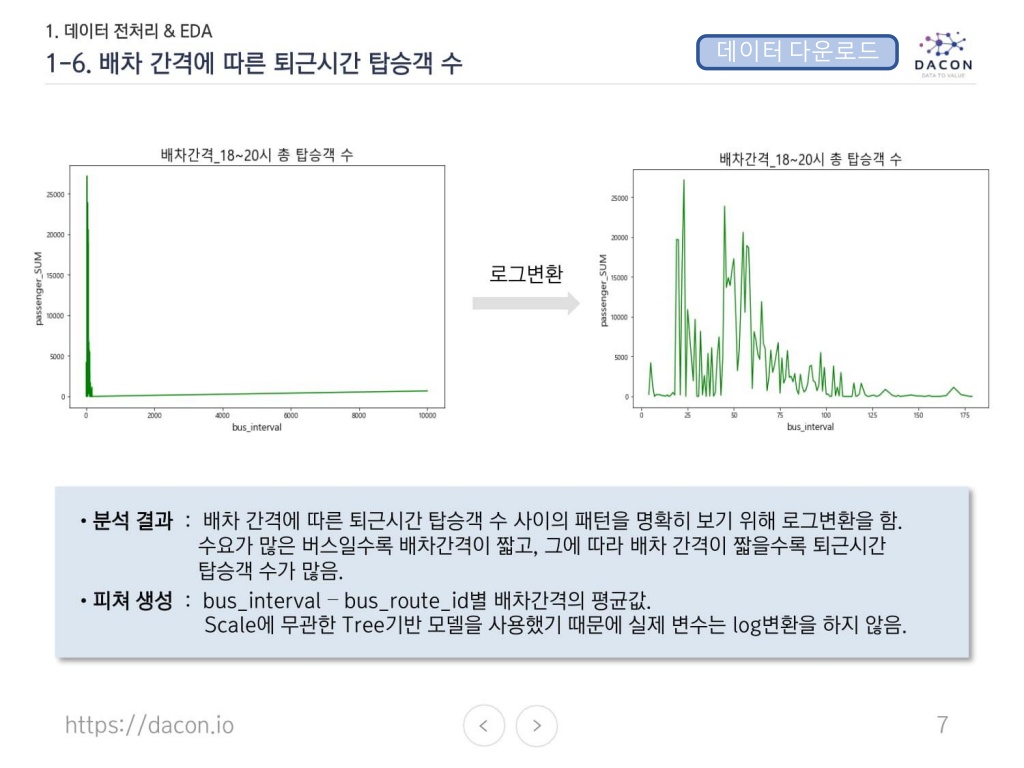 1. 데이터 전처리 & EDA
1-6. 배차 간격에 따른 퇴근시간 탑승객 수
데이터 다운로드
DACON
DATA TO VALUE
배차간격_18~20시 총 탑승객 수
passenger_SUM
25000
20000
15000
10000
5000
0
0 2000 4000 6000 8000 10000
bus_interval
로그변환
배차간격_18~20시 총 탑승객 수
passenger_SUM
25000
20000
15000
10000
5000
0
0 25 50 75 100 125 150 175
bus_interval
• 분석 결과 : 배차 간격에 따른 퇴근시간 탑승객 수 사이의 패턴을 명확히 보기 위해 로그변환을 함.
수요가 많은 버스일수록 배차간격이 짧고, 그에 따라 배차 간격이 짧을수록 퇴근시간
탑승객 수가 많음.
• 피쳐 생성 : bus_interval – bus_route_id별 배차간격의 평균값.
Scale에 무관한 Tree기반 모델을 사용했기 때문에 실제 변수는 log변환을 하지 않음.
https://dacon.io
< >
7